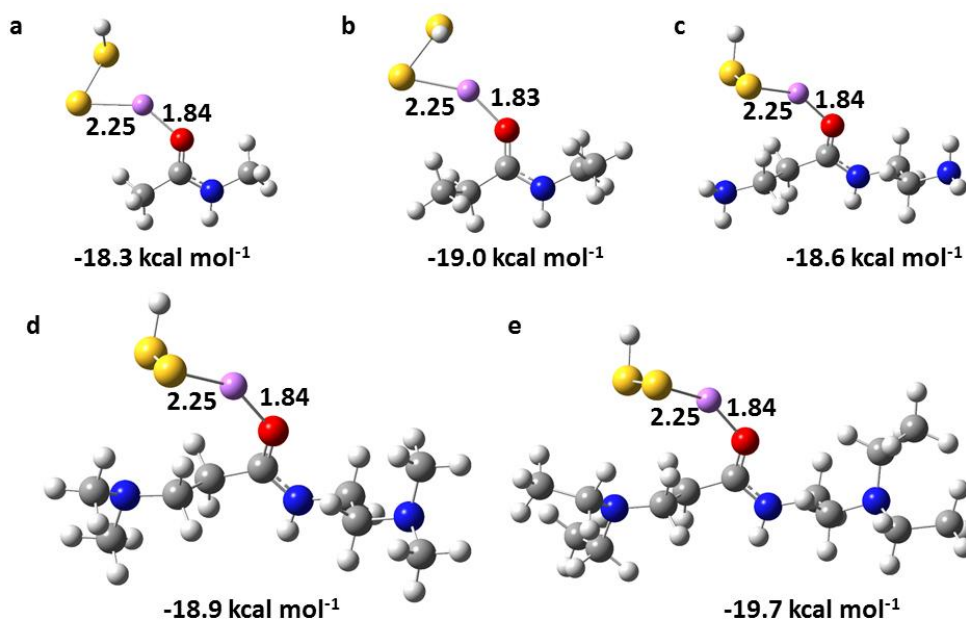 a
2.25
1.84
-18.3 kcal mol⁻¹
b
2.25
1.83
-19.0 kcal mol⁻¹
c
2.25
1.84
-18.6 kcal mol⁻¹
d
2.25
1.84
-18.9 kcal mol⁻¹
e
2.25
1.84
-19.7 kcal mol⁻¹